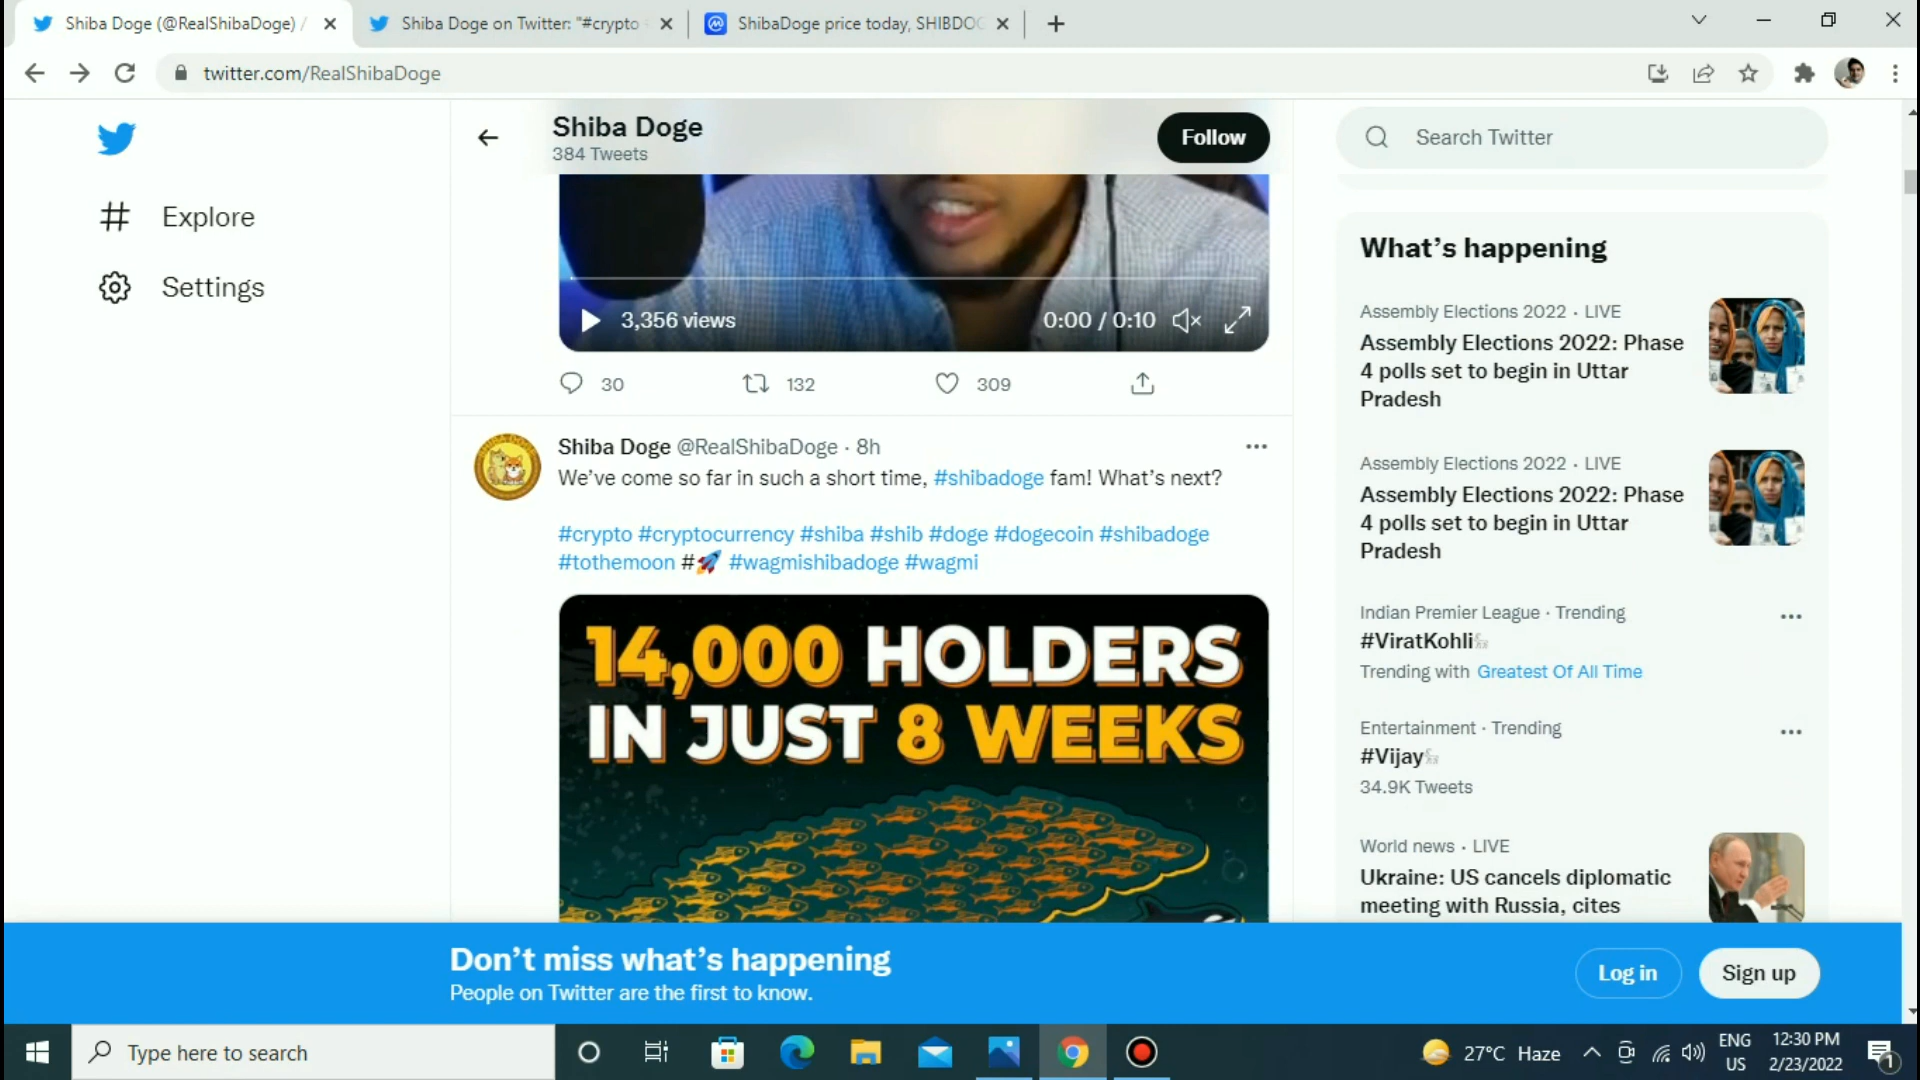 Shiba Doge (@RealShibaDoge) /
Shiba Doge on Twitter: "#crypto
ShibaDoge price today, SHIBDO
twitter.com/RealShibaDoge
Shiba Doge
384 Tweets
Follow
Search Twitter
Explore
Settings
3,356 views
0:00 / 0:10
30
132
309
Shiba Doge @RealShibaDoge · 8h
We've come so far in such a short time, #shibadoge fam! What's next?
#crypto #cryptocurrency #shiba #shib #doge #dogecoin #shibadoge
#tothemoon #🚀 #wagmishibadoge #wagmi
14,000 HOLDERS
IN JUST 8 WEEKS
What's happening
Assembly Elections 2022 · LIVE
Assembly Elections 2022: Phase
4 polls set to begin in Uttar
Pradesh
Assembly Elections 2022 · LIVE
Assembly Elections 2022: Phase
4 polls set to begin in Uttar
Pradesh
Indian Premier League · Trending
#ViratKohli
Trending with Greatest Of All Time
Entertainment · Trending
#Vijay
34.9K Tweets
World news · LIVE
Ukraine: US cancels diplomatic
meeting with Russia, cites
Don't miss what's happening
People on Twitter are the first to know.
Log in
Sign up
Type here to search
27°C Haze
ENG
US
12:30 PM
2/23/2022
1